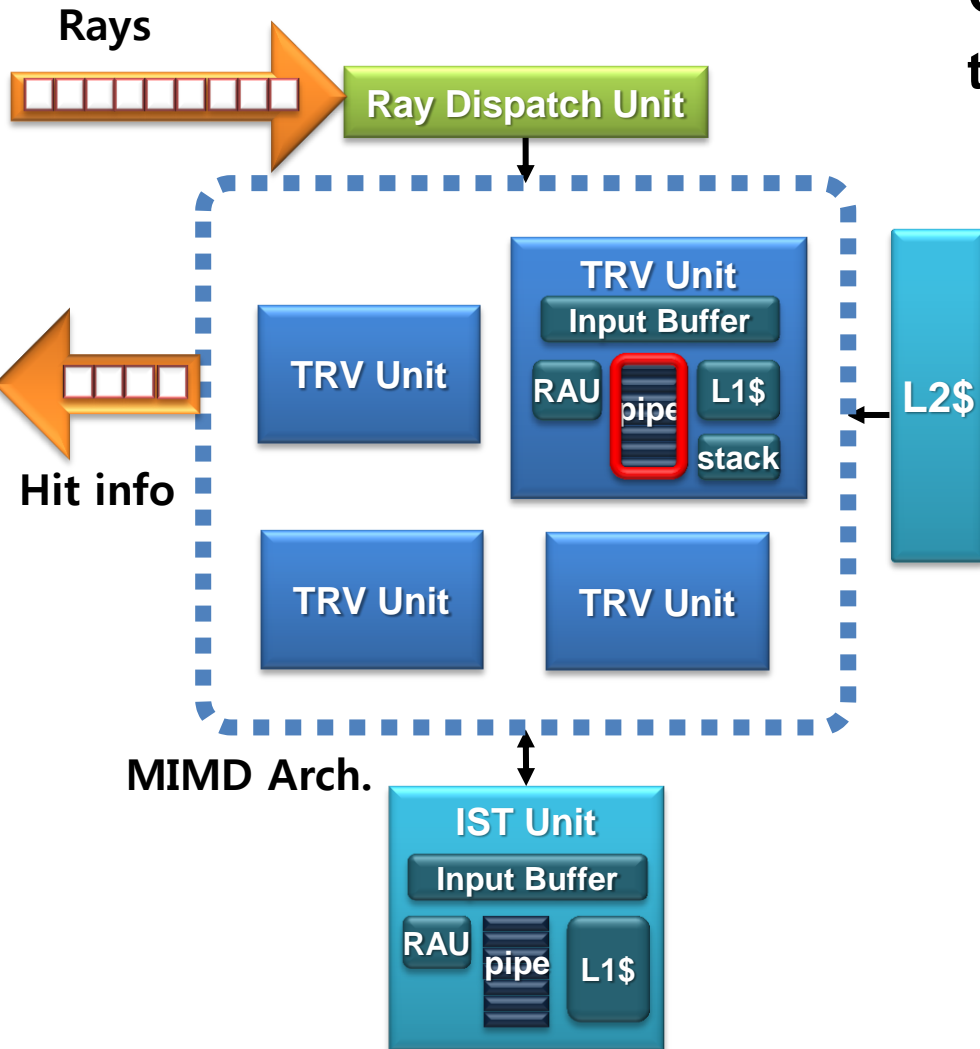 Rays
Ray Dispatch Unit
TRV Unit
Input Buffer
RAU
pipe
L1$
stack
TRV Unit
L2$
Hit info
TRV Unit
TRV Unit
MIMD Arch.
IST Unit
Input Buffer
RAU
pipe
L1$